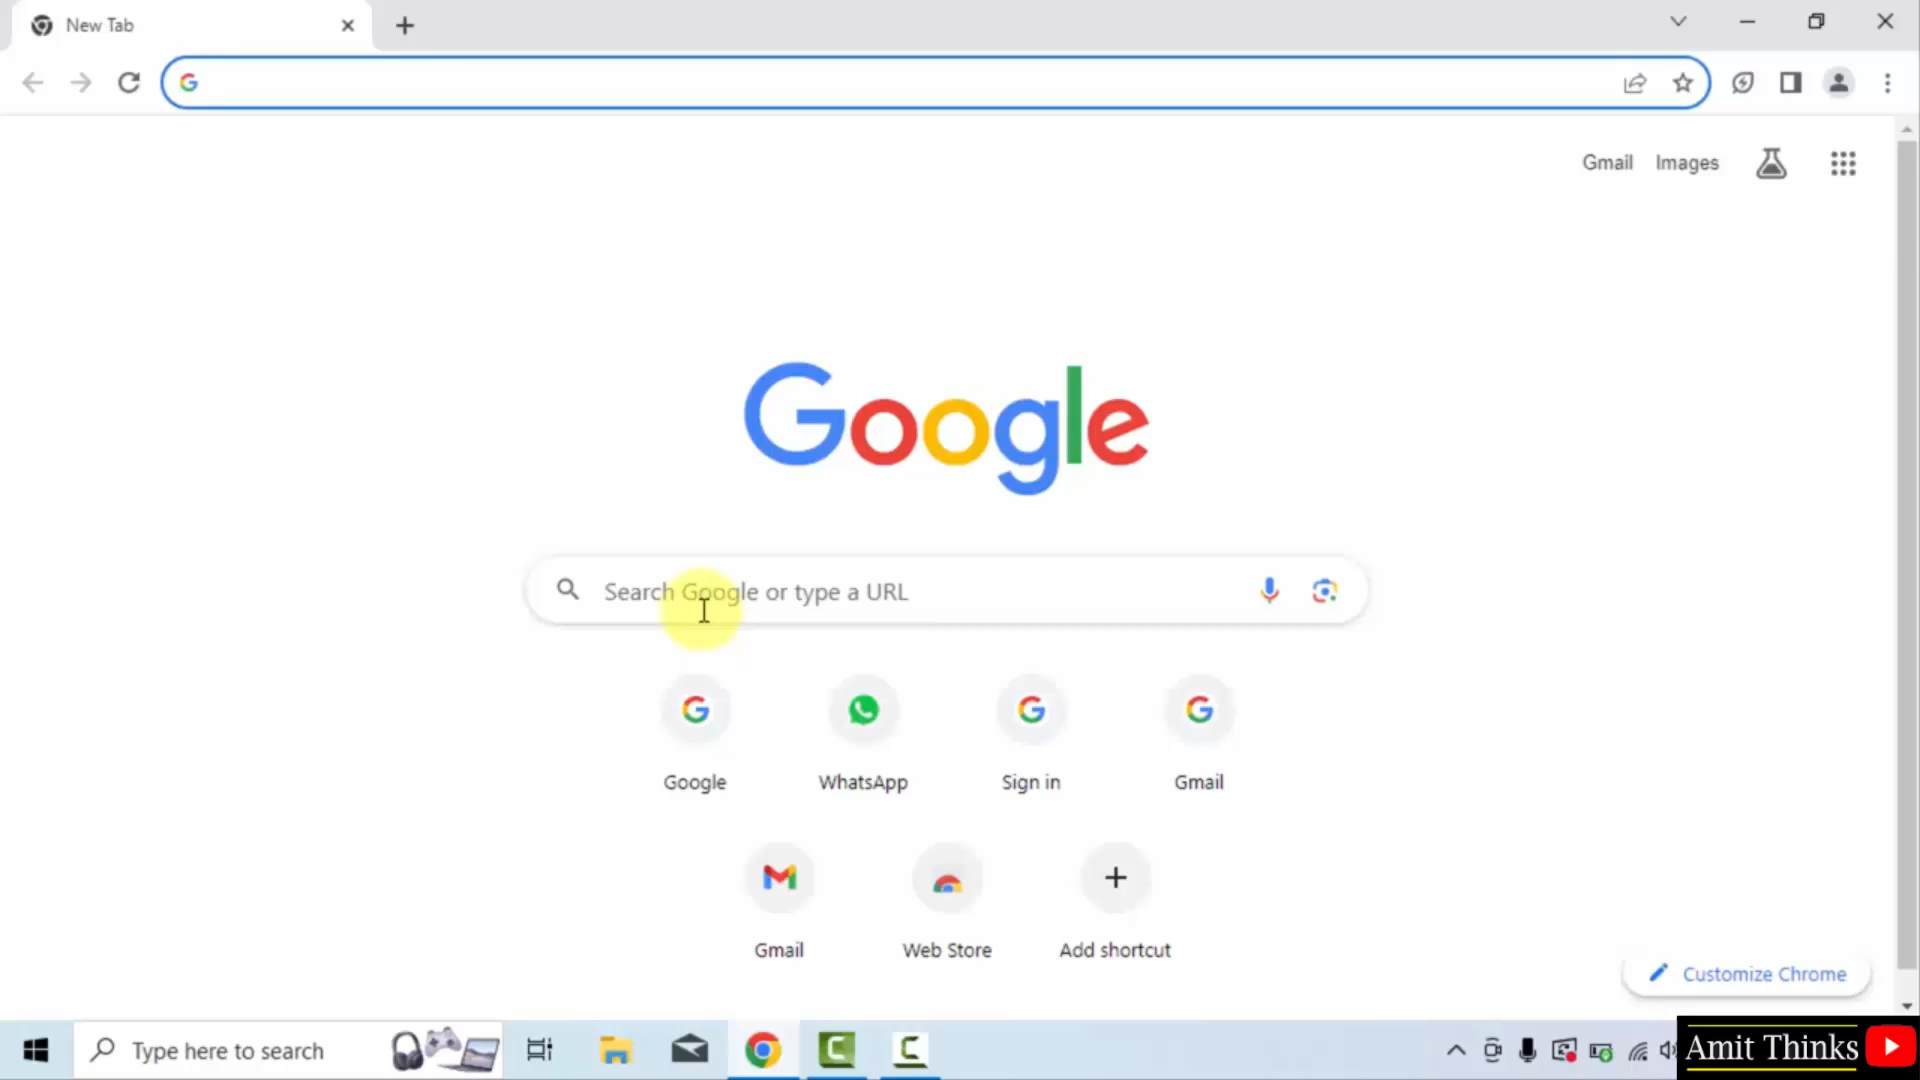 New Tab
Gmail Images
Google
Search Google or type a URL
Google WhatsApp Sign in Gmail
Gmail Web Store Add shortcut
Customize Chrome
Type here to search
Amit Thinks